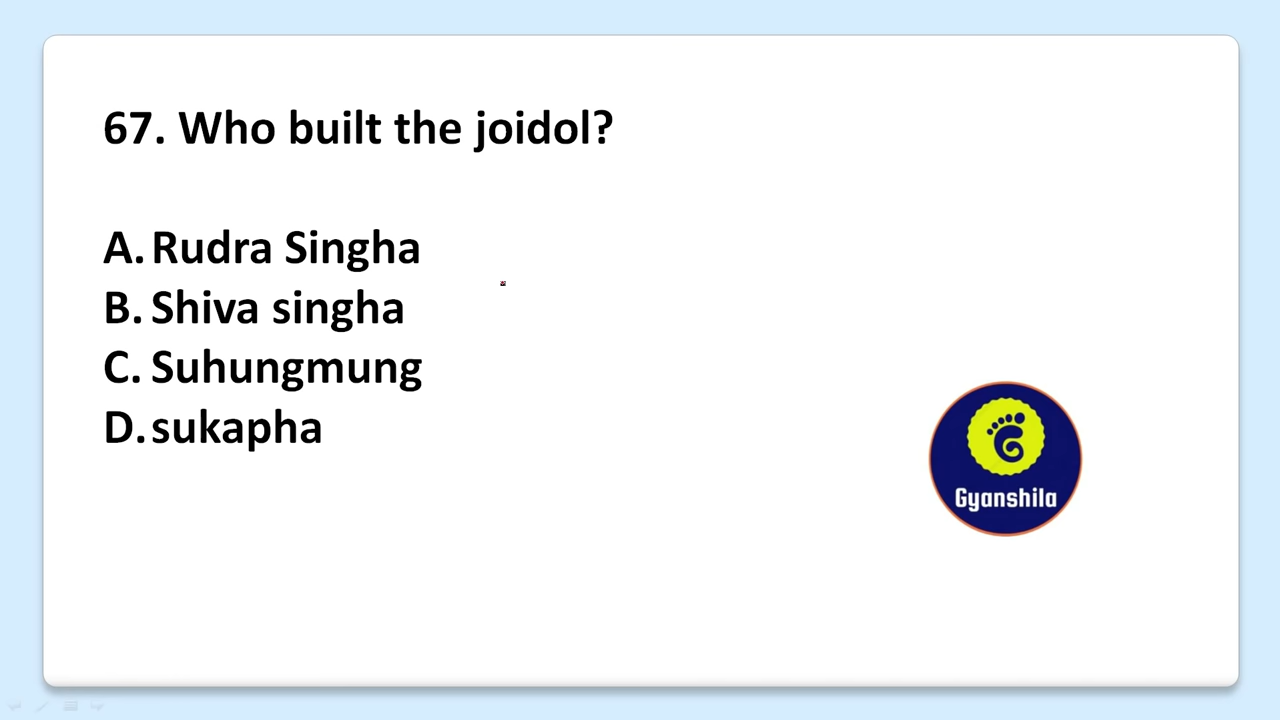 67. Who built the joidol?
A. Rudra Singha
B. Shiva singha
C. Suhungmung
D. sukapha
Gyanshila